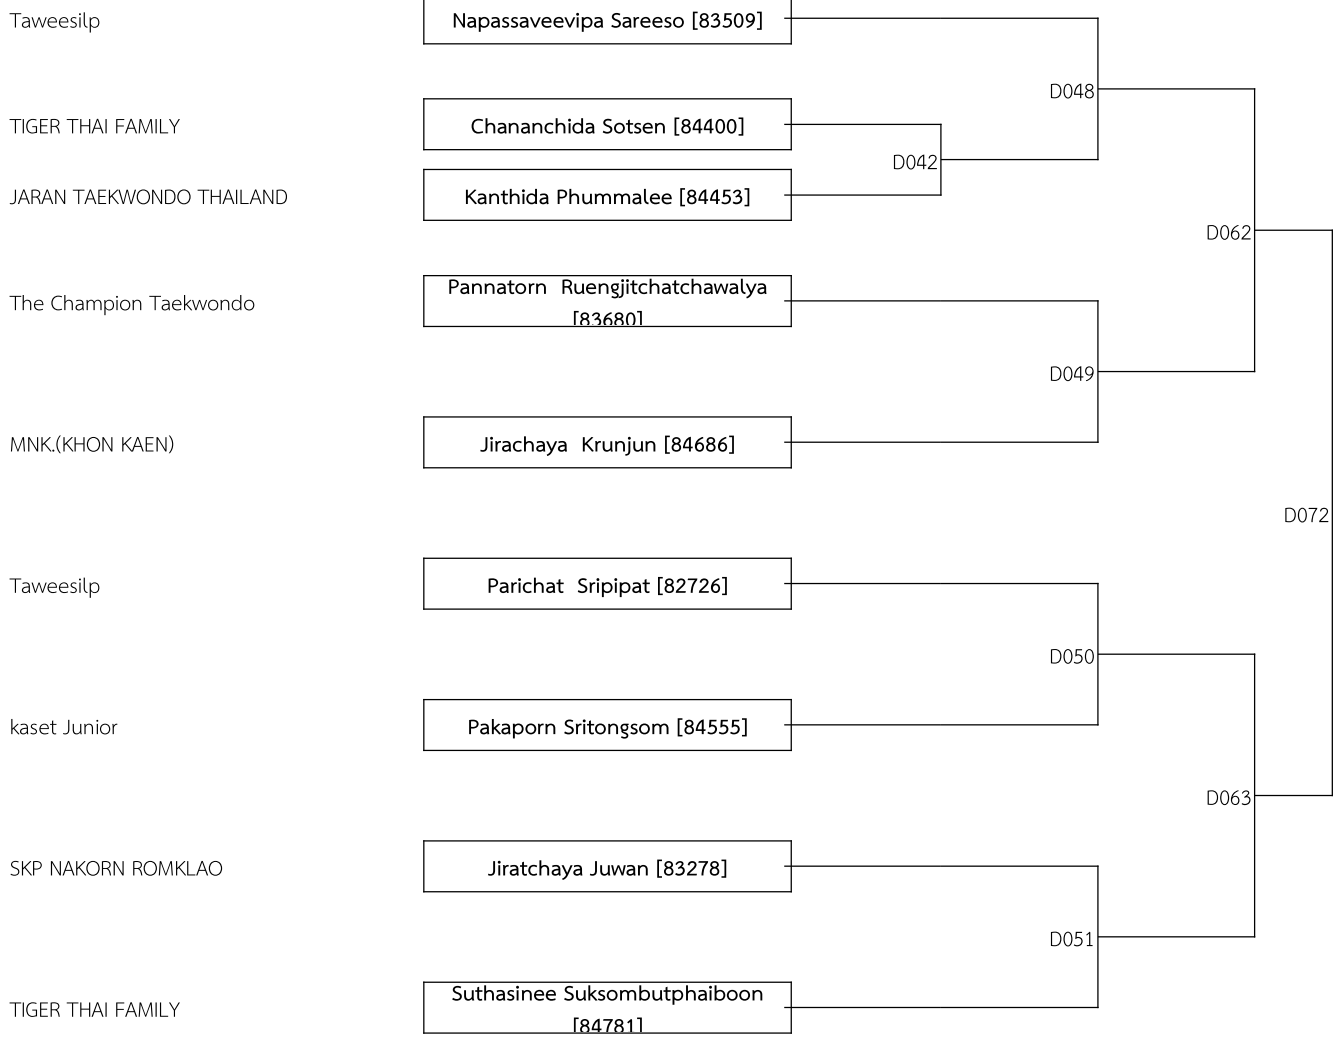 Taweesilp
Napassaveevipa Sareeso [83509]
D048
TIGER THAI FAMILY
Chananchida Sotsen [84400]
D042
JARAN TAEKWONDO THAILAND
Kanthida Phummalee [84453]
D062
The Champion Taekwondo
Pannatorn  Ruengjitchatchawalya
[83680]
D049
MNK.(KHON KAEN)
Jirachaya  Krunjun [84686]
D072
Taweesilp
Parichat  Sripipat [82726]
D050
kaset Junior
Pakaporn Sritongsom [84555]
D063
SKP NAKORN ROMKLAO
Jiratchaya Juwan [83278]
D051
TIGER THAI FAMILY
Suthasinee Suksombutphaiboon
[84781]